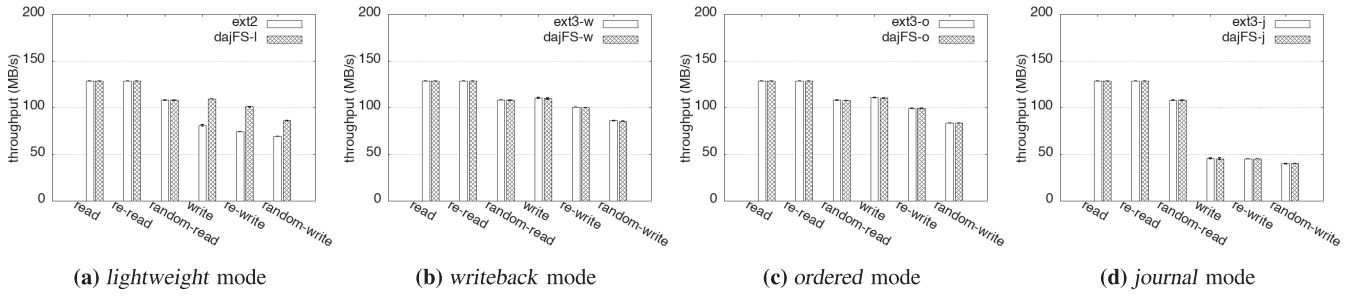 ext2
dajFS-l
throughput (MB/s)
200
150
100
50
0
read
re-read
random-read
write
re-write
random-write
(a) lightweight mode
ext3-w
dajFS-w
throughput (MB/s)
200
150
100
50
0
read
re-read
random-read
write
re-write
random-write
(b) writeback mode
ext3-o
dajFS-o
throughput (MB/s)
200
150
100
50
0
read
re-read
random-read
write
re-write
random-write
(c) ordered mode
ext3-j
dajFS-j
throughput (MB/s)
200
150
100
50
0
read
re-read
random-read
write
re-write
random-write
(d) journal mode